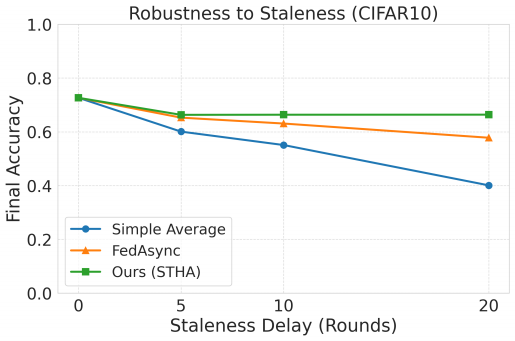 Robustness to Staleness (CIFAR10)
Final Accuracy
1.0
0.8
0.6
0.4
0.2
0.0
Simple Average
FedAsync
Ours (STHA)
0 5 10 20
Staleness Delay (Rounds)